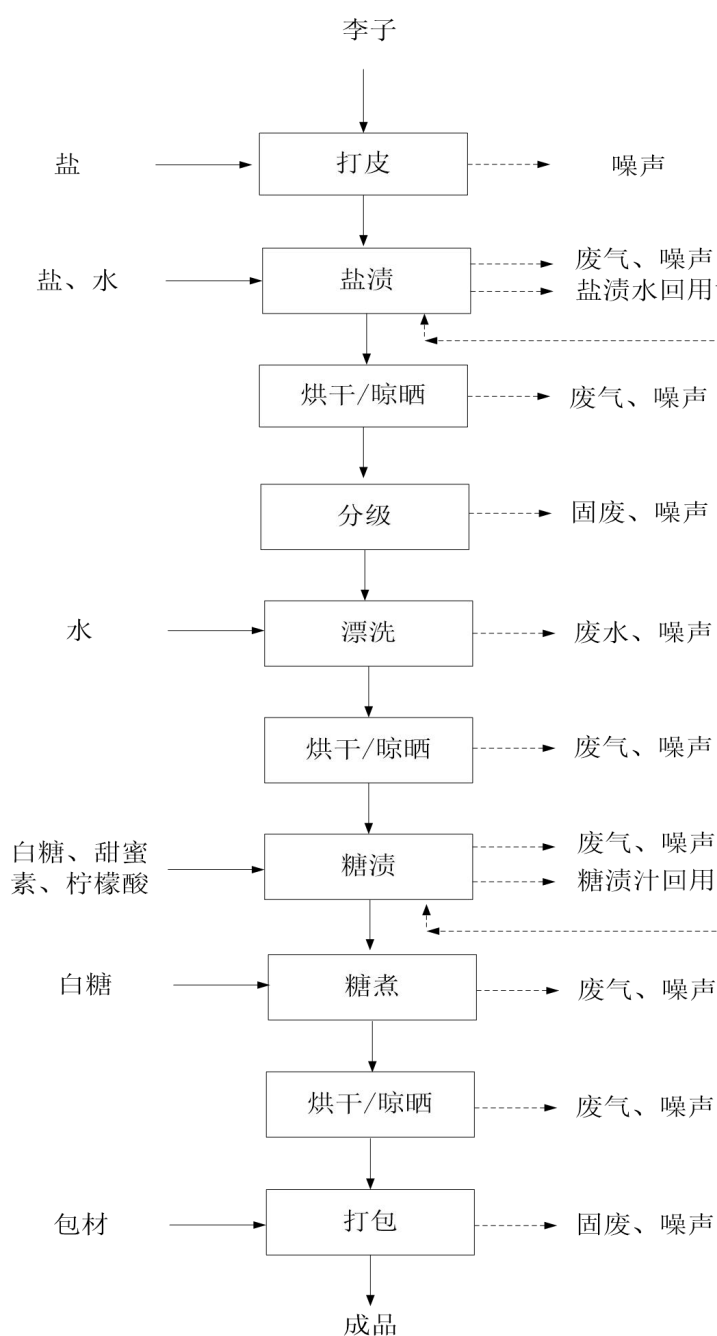 李子
盐
打皮
噪声
盐、水
盐渍
废气、噪声
盐渍水回用
烘干/晾晒
废气、噪声
分级
固废、噪声
水
漂洗
废水、噪声
烘干/晾晒
废气、噪声
白糖、甜蜜
素、柠檬酸
糖渍
废气、噪声
糖渍汁回用
白糖
糖煮
废气、噪声
烘干/晾晒
废气、噪声
包材
打包
固废、噪声
成品